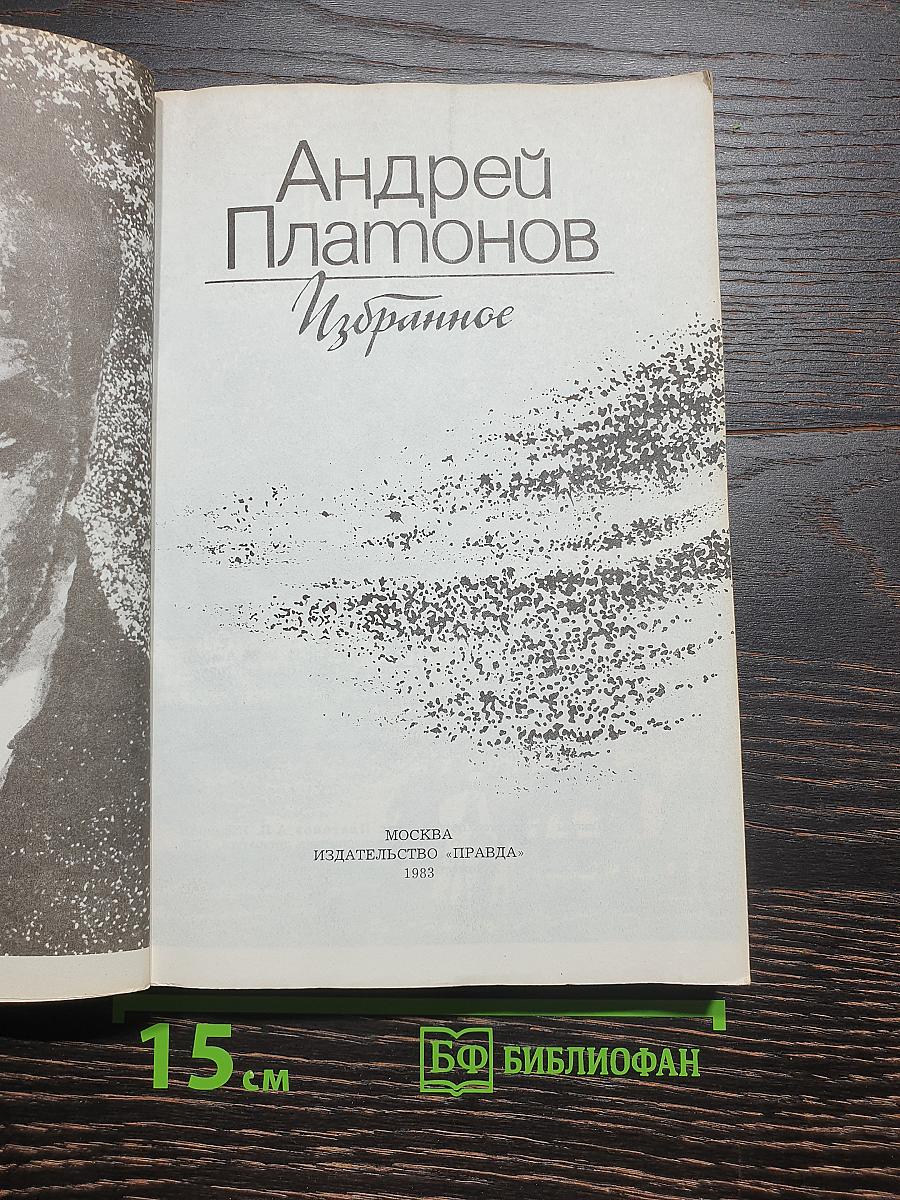 Андрей
Платонов
Избранное
МОСКВА
ИЗДАТЕЛЬСТВО «ПРАВДА»
1983
15 см
БФ БИБЛИОФАН